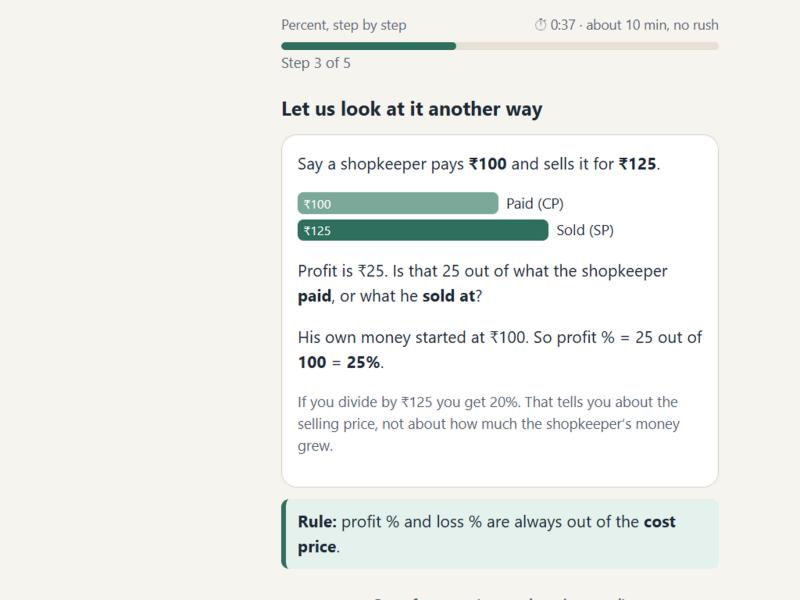 Percent, step by step
⏱ 0:37 · about 10 min, no rush
Step 3 of 5
Let us look at it another way
Say a shopkeeper pays ₹100 and sells it for ₹125.
₹100 Paid (CP)
₹125 Sold (SP)
Profit is ₹25. Is that 25 out of what the shopkeeper
paid, or what he sold at?
His own money started at ₹100. So profit % = 25 out of
100 = 25%.
If you divide by ₹125 you get 20%. That tells you about the
selling price, not about how much the shopkeeper's money
grew.
Rule: profit % and loss % are always out of the cost
price.